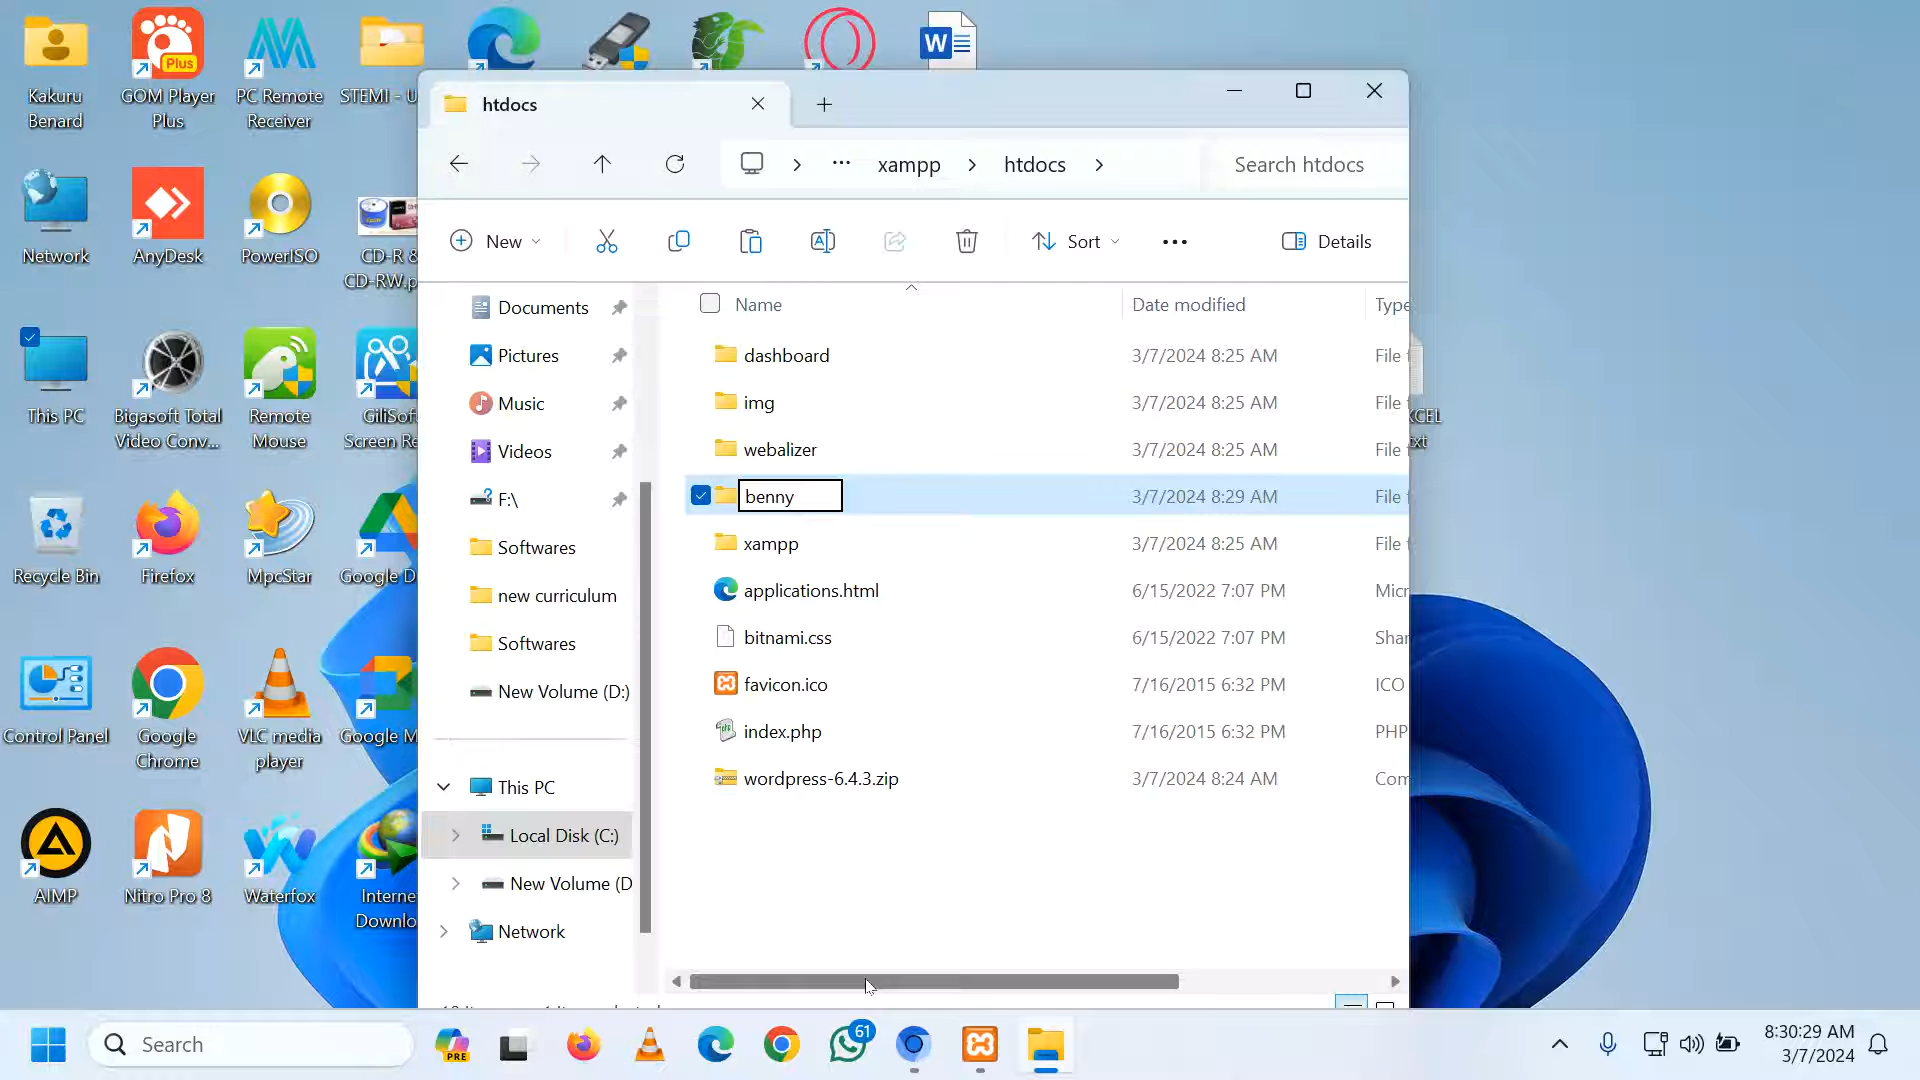 Kakuru
Benard
GOM Player
Plus
Plus
PC Remote
Receiver
STEMI - U
W
htdocs
xampp
htdocs
Search htdocs
New
Sort
Details
Network
AnyDesk
PowerISO
CD-R &
CD-RW.p
This PC
Bigasoft Total
Video Conv...
Remote
Mouse
GiliSof
Screen Re
Recycle Bin
Firefox
MpcStar
Google D
Control Panel
Google
Chrome
VLC media
player
Google M
AIMP
Nitro Pro 8
Waterfox
Interne
Downlo
Documents
Pictures
Music
Videos
F:\
Softwares
new curriculum
Softwares
New Volume (D:)
This PC
Local Disk (C:)
New Volume (D
Network
Name Date modified Type
dashboard 3/7/2024 8:25 AM File f
img 3/7/2024 8:25 AM File f
webalizer 3/7/2024 8:25 AM File f
benny 3/7/2024 8:29 AM File f
xampp 3/7/2024 8:25 AM File f
applications.html 6/15/2022 7:07 PM Micr
bitnami.css 6/15/2022 7:07 PM Shar
favicon.ico 7/16/2015 6:32 PM ICO
index.php 7/16/2015 6:32 PM PHP
wordpress-6.4.3.zip 3/7/2024 8:24 AM Com
XCEL
txt
Search
PRE
61
8:30:29 AM
3/7/2024